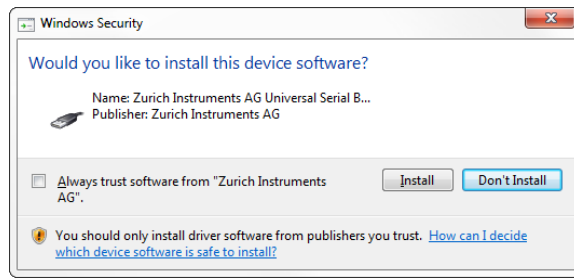 Windows Security
Would you like to install this device software?
Name: Zurich Instruments AG Universal Serial B...
Publisher: Zurich Instruments AG
Always trust software from "Zurich Instruments
AG".
Install
Don't Install
You should only install driver software from publishers you trust. How can I decide
which device software is safe to install?